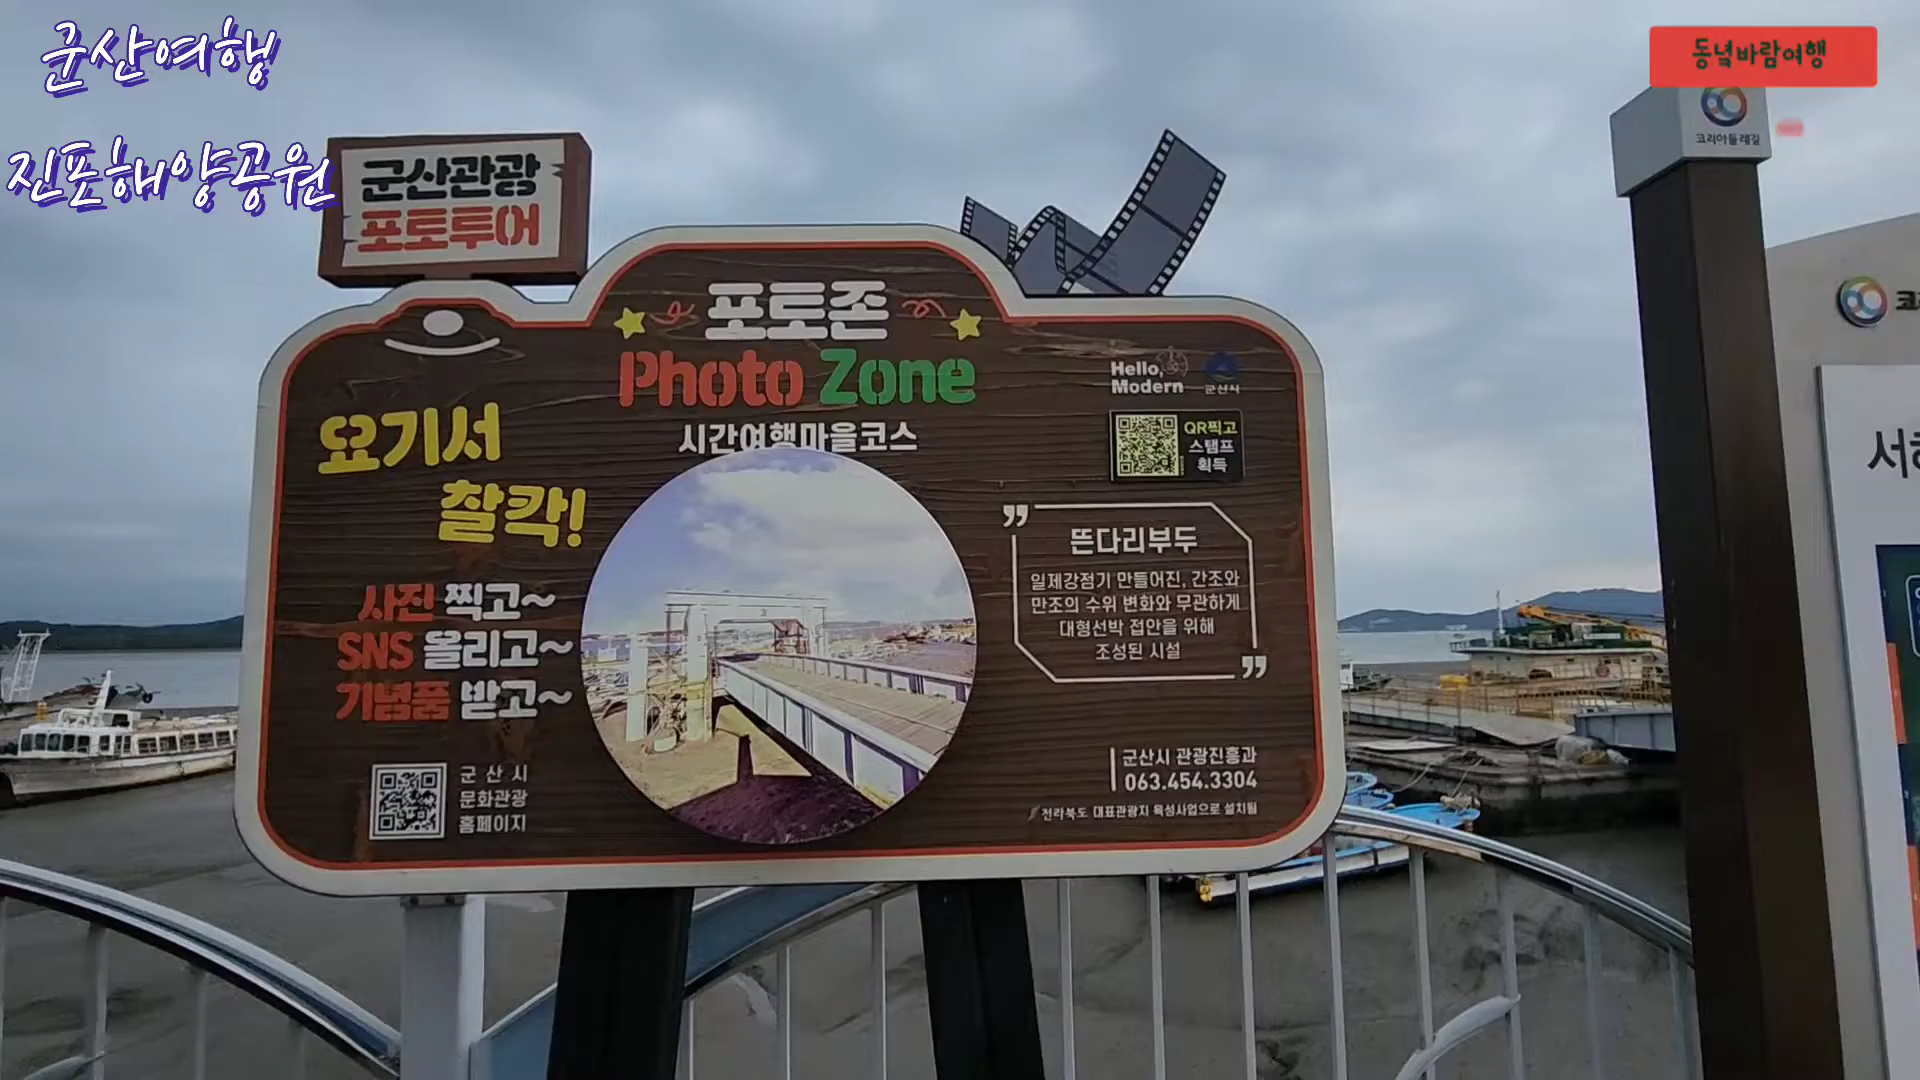 군산여행
진포해양공원
동녘바람여행
코리아둘레길
군산관광
포토투어
포토존
Photo Zone
시간여행마을코스
요기서
찰칵!
사진 찍고~
SNS 올리고~
기념품 받고~
군산시
문화관광
홈페이지
Hello,
Modern
군산시
QR찍고
스탬프
획득
뜬다리부두
일제강점기 만들어진, 간조와
만조의 수위 변화와 무관하게
대형선박 접안을 위해
조성된 시설
군산시 관광진흥과
063.454.3304
전라북도 대표관광지 육성사업으로 설치됨